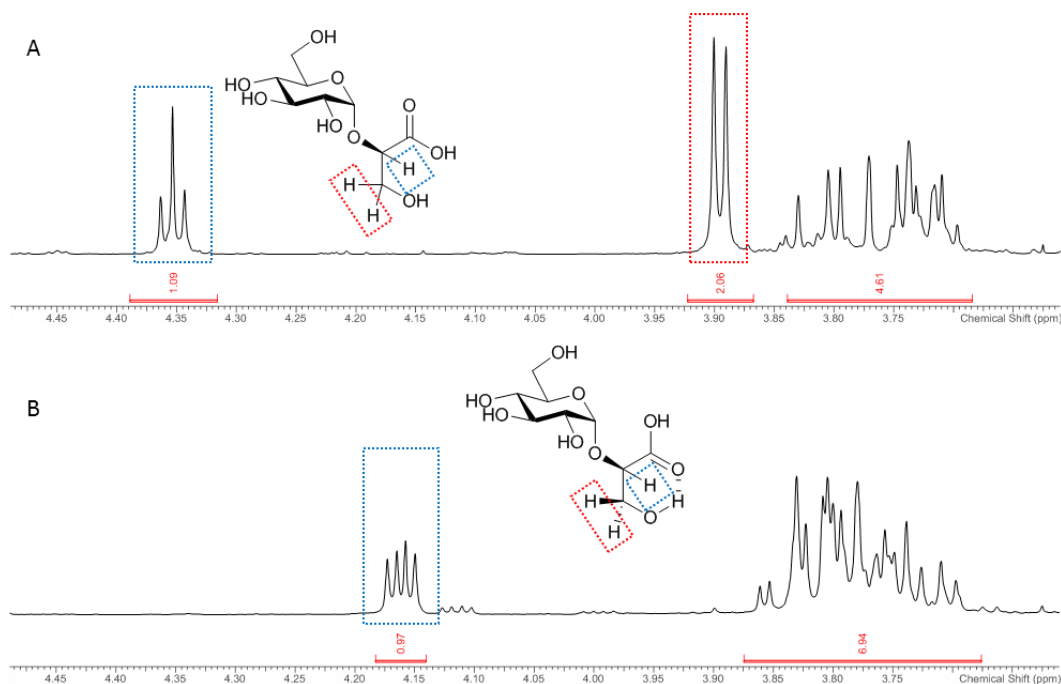 A
OH
HO
O
HO
HO
O
O
OH
H
H
OH
H
1.09
2.06
4.61
4.45 4.40 4.35 4.30 4.25 4.20 4.15 4.10 4.05 4.00 3.95 3.90 3.85 3.80 3.75 Chemical Shift (ppm)
B
OH
HO
O
OH
HO
HO
O
O
H
H
O
H
H
0.97
6.94
4.45 4.40 4.35 4.30 4.25 4.20 4.15 4.10 4.05 4.00 3.95 3.90 3.85 3.80 3.75 Chemical Shift (ppm)